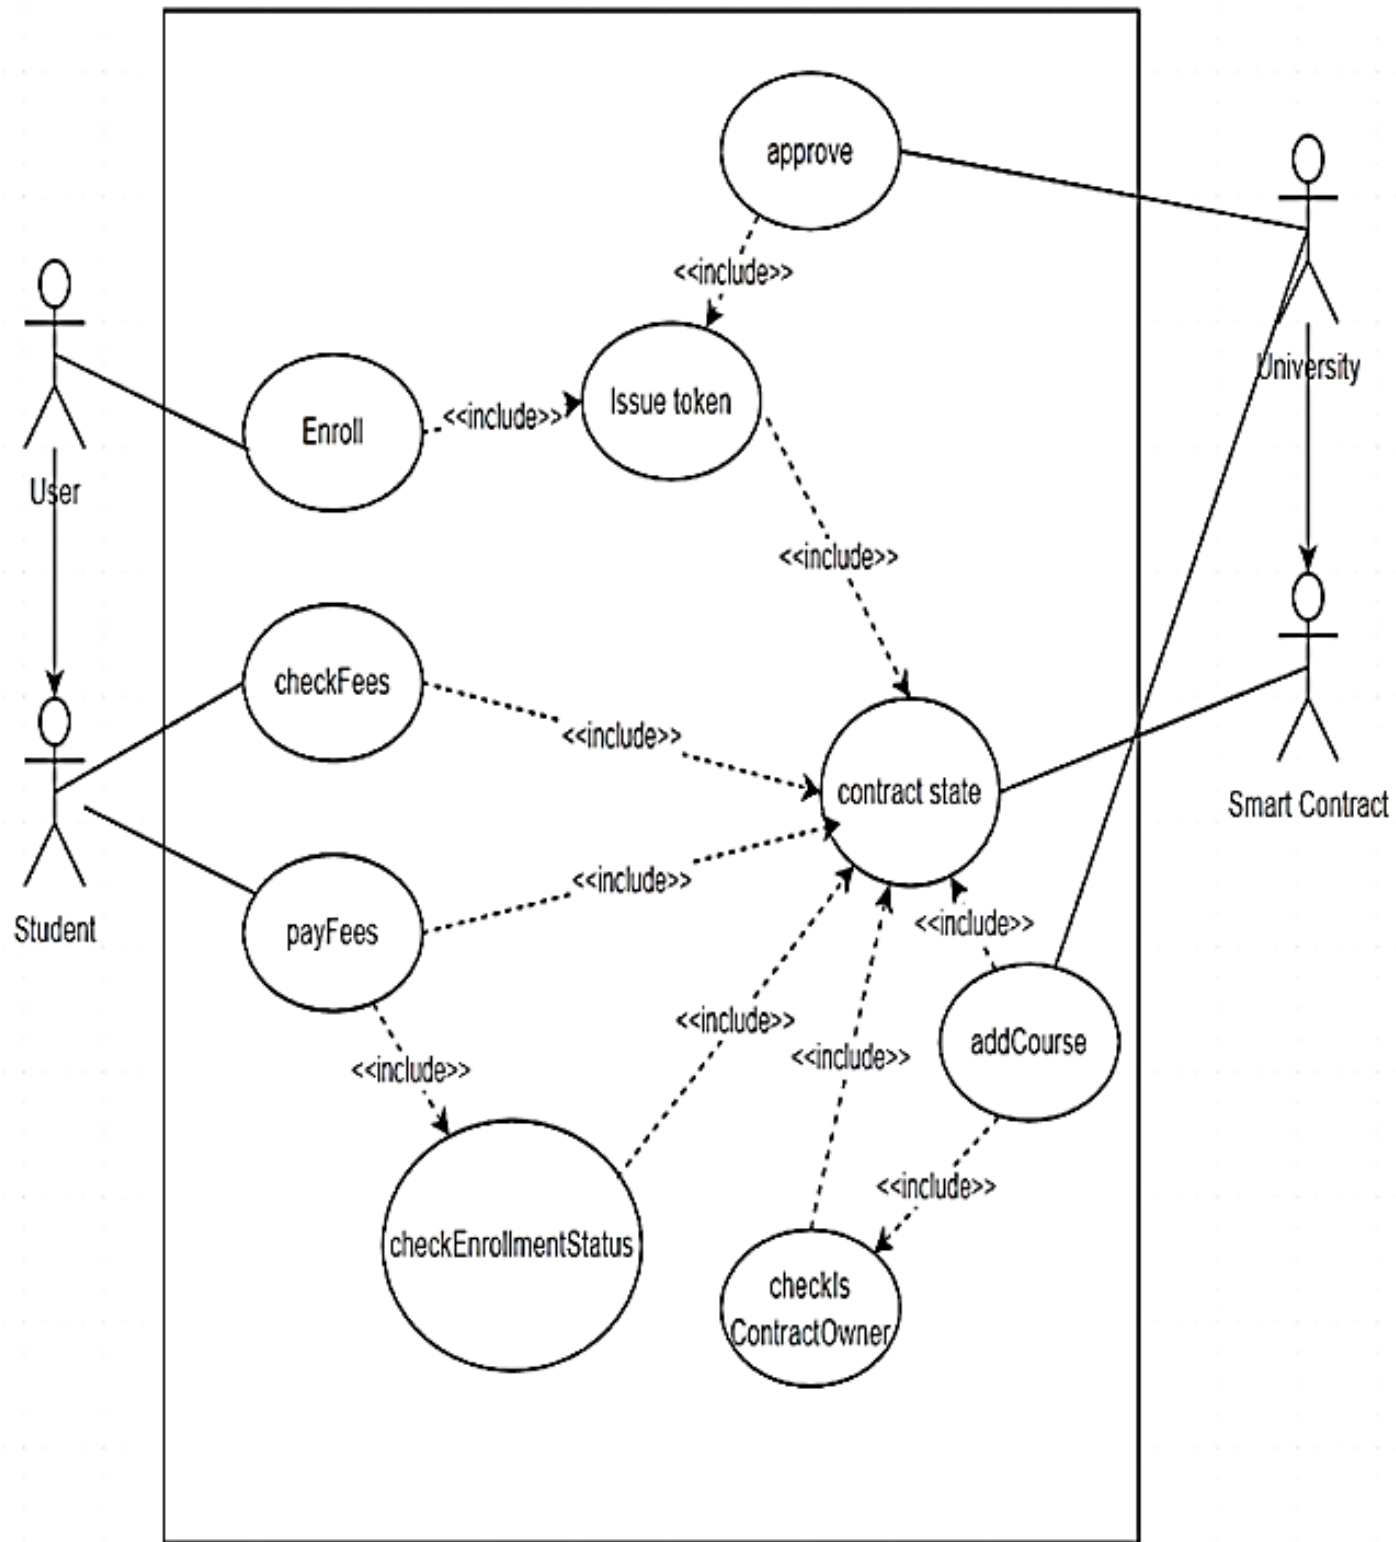 approve
<<include>>
University
Enroll
<<include>>
Issue token
User
<<include>>
checkFees
<<include>>
contract state
Smart Contract
Student
payFees
<<include>>
<<include>>
<<include>>
<<include>>
addCourse
<<include>>
<<include>>
checkEnrollmentStatus
checkIs
ContractOwner